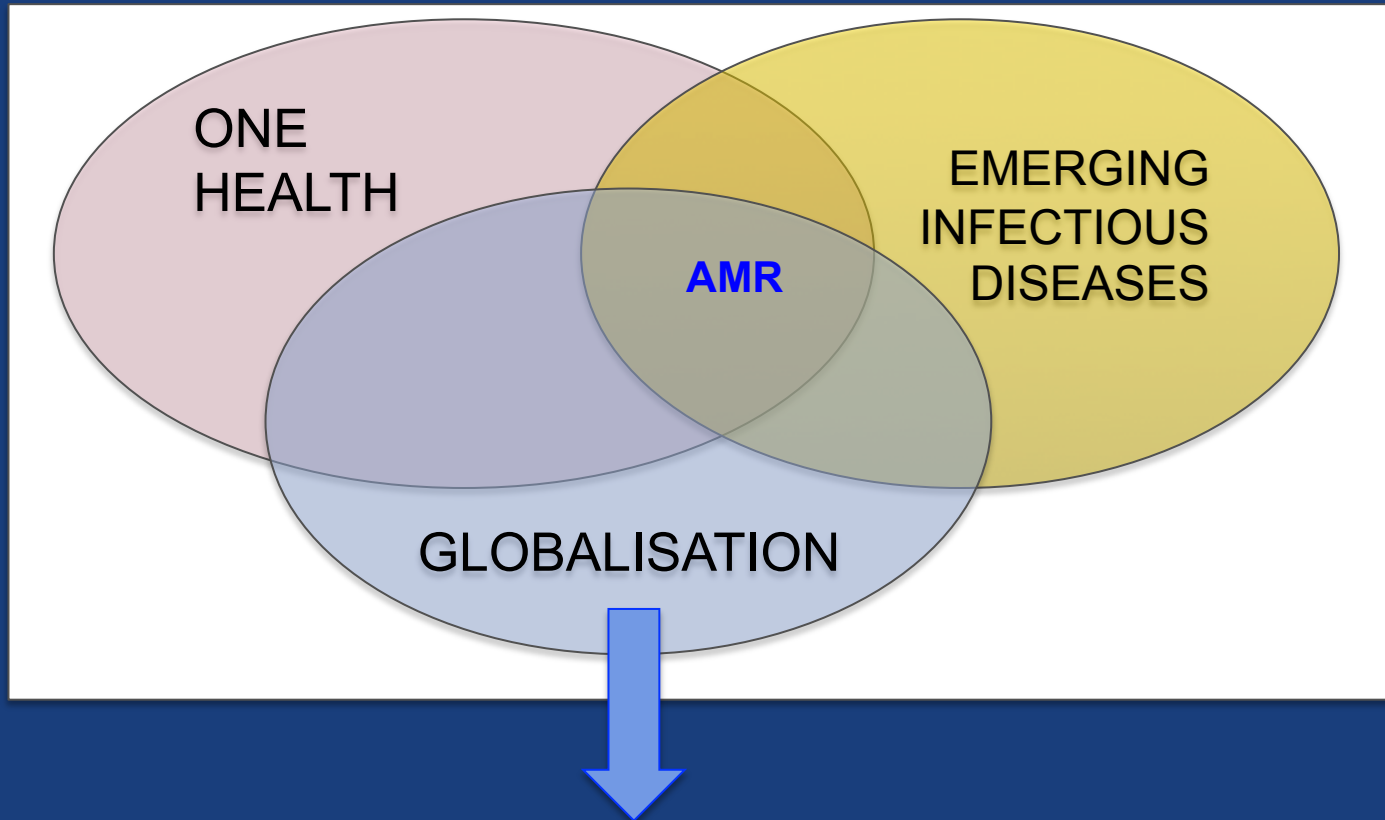 ONE
HEALTH
EMERGING
INFECTIOUS
DISEASES
AMR
GLOBALISATION